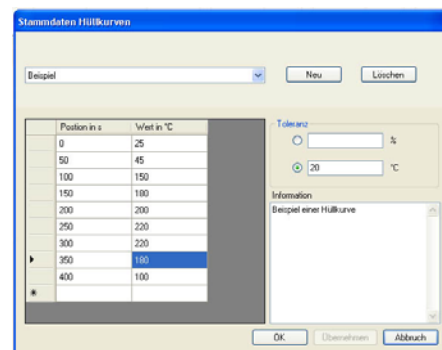 Stammdaten Hüllkurven
Beispiel
Neu
Löschen
Postion in s Wert in °C
0 25
50 45
100 150
150 180
200 200
250 220
300 220
350 180
400 100
Toleranz
%
20 °C
Information
Beispiel einer Hüllkurve
OK Übernehmen Abbruch